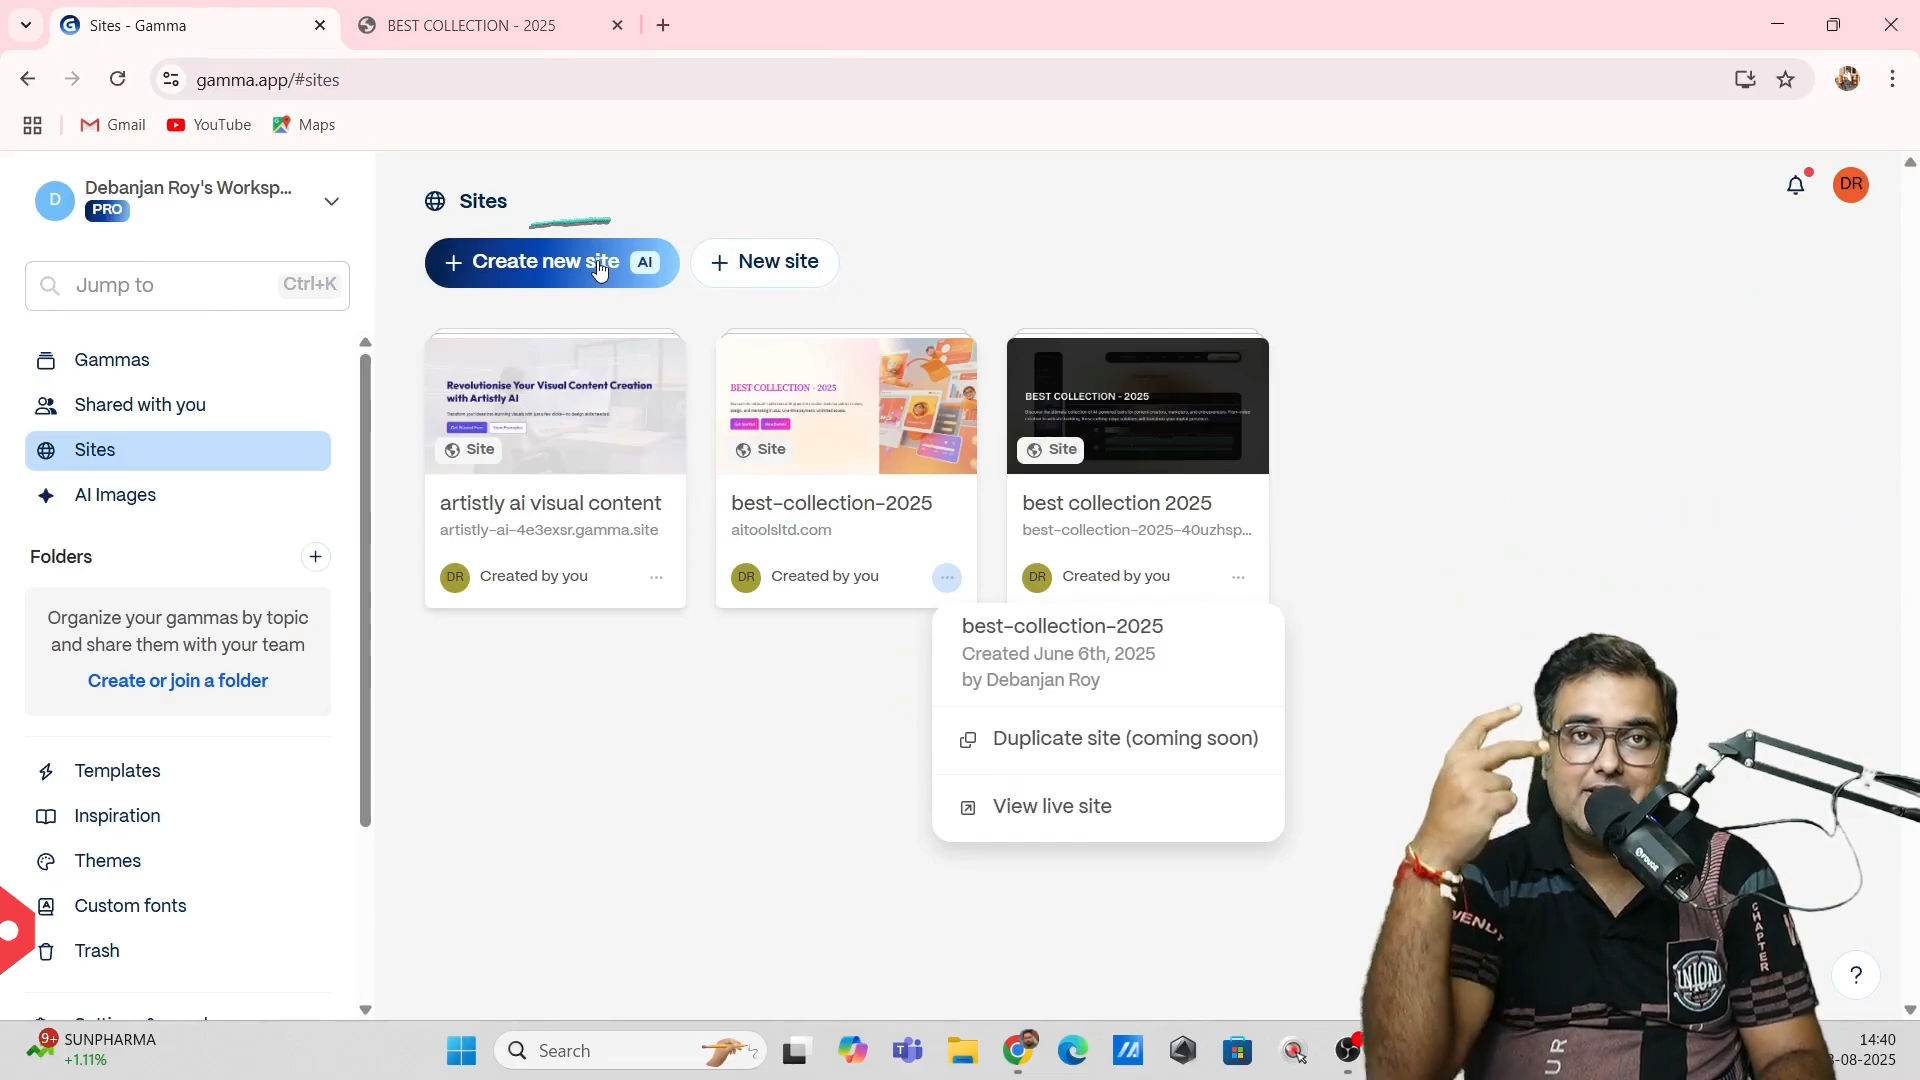 Sites - Gamma
BEST COLLECTION - 2025
gamma.app/#sites
Gmail
YouTube
Maps
D
Debanjan Roy's Worksp...
PRO
Jump to
Ctrl+K
Gammas
Shared with you
Sites
AI Images
Folders
Organize your gammas by topic
and share them with your team
Create or join a folder
Templates
Inspiration
Themes
Custom fonts
Trash
Sites
DR
+ Create new site AI
+ New site
Revolutionise Your Visual Content Creation
with Artistly AI
Site
artistly ai visual content
artistly-ai-4e3exsr.gamma.site
DR Created by you
BEST COLLECTION - 2025
Site
best-collection-2025
aitoolsltd.com
DR Created by you
BEST COLLECTION - 2025
Site
best collection 2025
best-collection-2025-40uzhsp...
DR Created by you
best-collection-2025
Created June 6th, 2025
by Debanjan Roy
Duplicate site (coming soon)
View live site
CHAPTER
UNION
?
9+
SUNPHARMA
+1.11%
Search
14:40
-08-2025